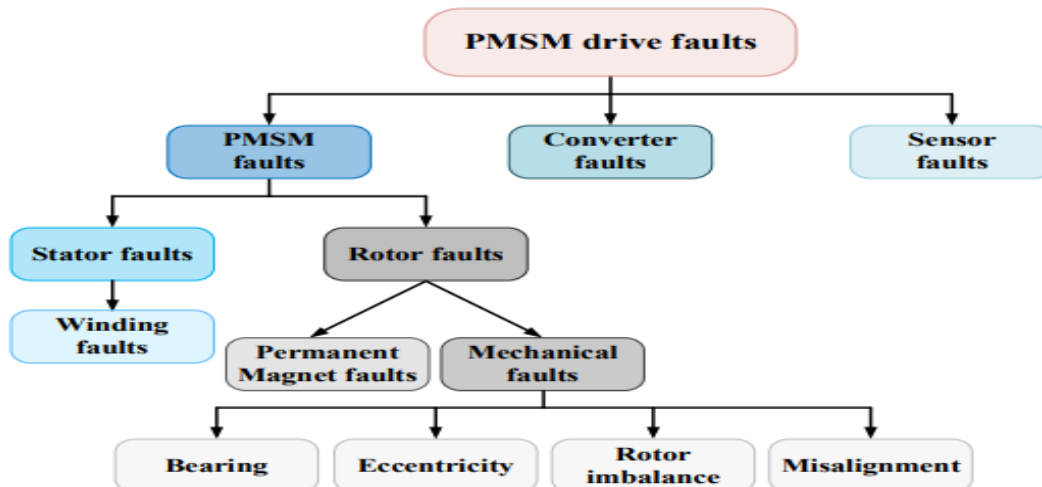 PMSM drive faults
PMSM
faults
Converter
faults
Sensor
faults
Stator faults
Rotor faults
Winding
faults
Permanent
Magnet faults
Mechanical
faults
Bearing
Eccentricity
Rotor
imbalance
Misalignment